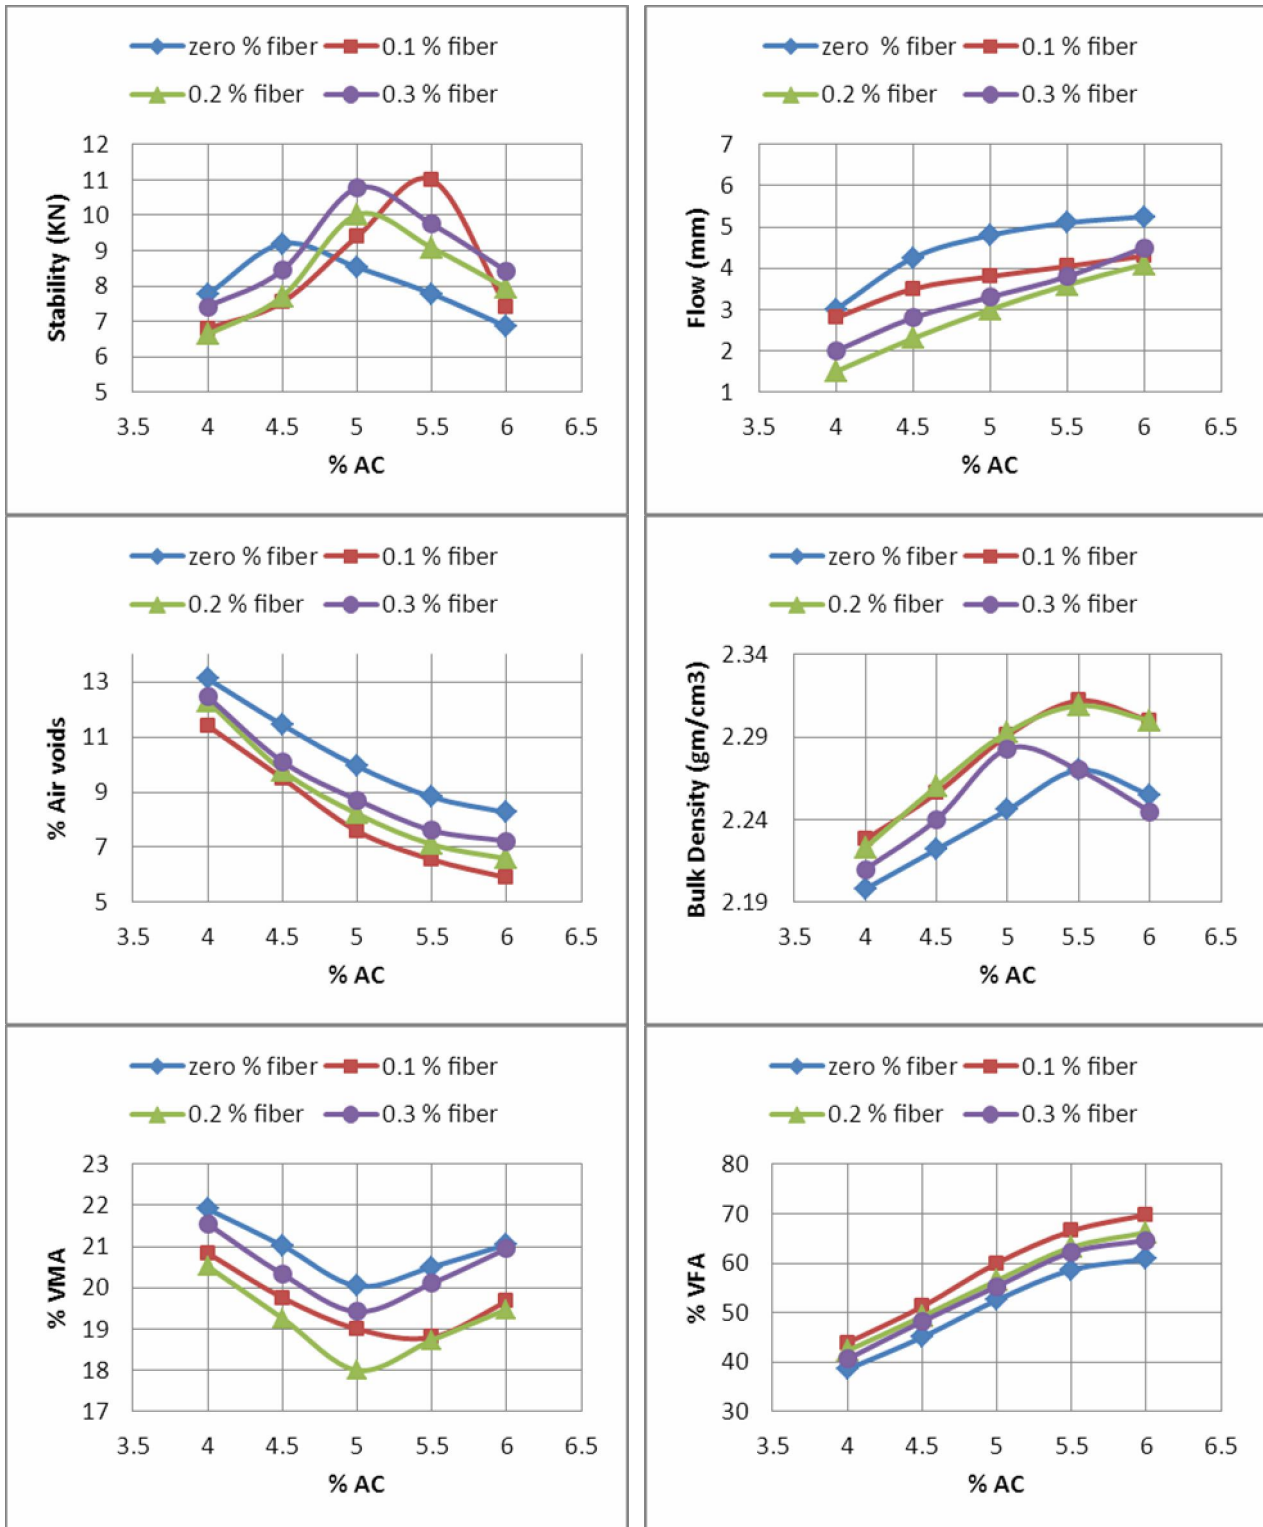 zero % fiber 0.1 % fiber
0.2 % fiber 0.3 % fiber
12
11
10
9
8
7
6
5
Stability (KN)
3.5 4 4.5 5 5.5 6 6.5
% AC
zero % fiber 0.1 % fiber
0.2 % fiber 0.3 % fiber
7
6
5
4
3
2
1
Flow (mm)
3.5 4 4.5 5 5.5 6 6.5
% AC
zero % fiber 0.1 % fiber
0.2 % fiber 0.3 % fiber
13
11
9
7
5
% Air voids
3.5 4 4.5 5 5.5 6 6.5
% AC
zero % fiber 0.1 % fiber
0.2 % fiber 0.3 % fiber
2.34
2.29
2.24
2.19
Bulk Density (gm/cm3)
3.5 4 4.5 5 5.5 6 6.5
% AC
zero % fiber 0.1 % fiber
0.2 % fiber 0.3 % fiber
23
22
21
20
19
18
17
% VMA
3.5 4 4.5 5 5.5 6 6.5
% AC
zero % fiber 0.1 % fiber
0.2 % fiber 0.3 % fiber
80
70
60
50
40
30
% VFA
3.5 4 4.5 5 5.5 6 6.5
% AC